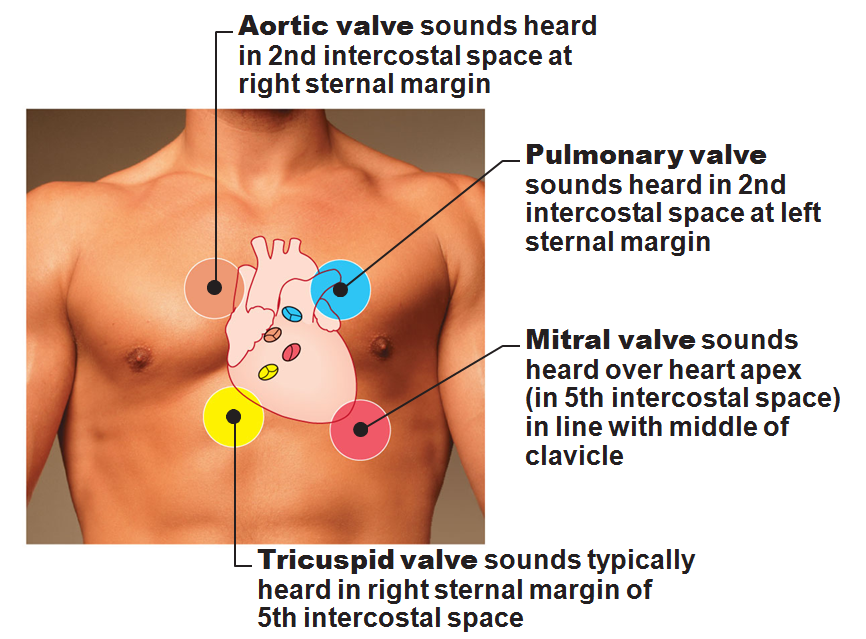 Aortic valve sounds heard
in 2nd intercostal space at
right sternal margin
Pulmonary valve
sounds heard in 2nd
intercostal space at left
sternal margin
Mitral valve sounds
heard over heart apex
(in 5th intercostal space)
in line with middle of
clavicle
Tricuspid valve sounds typically
heard in right sternal margin of
5th intercostal space